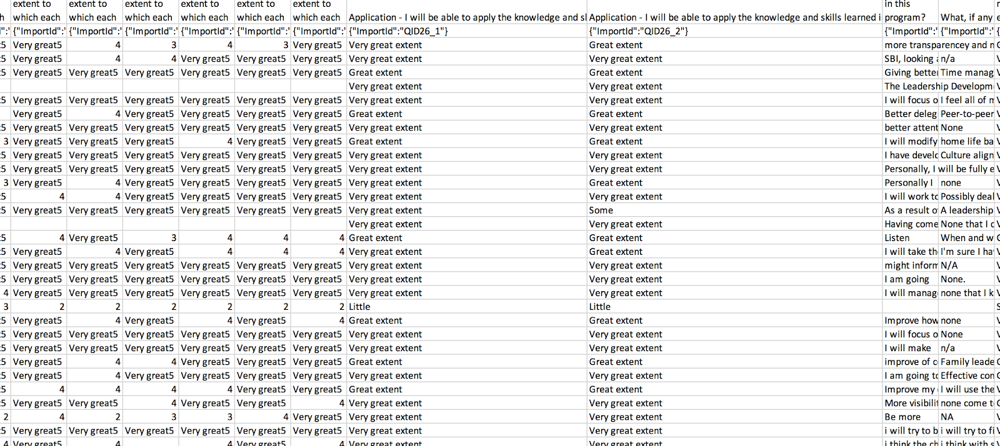 extent to extent to extent to extent to extent to extent to in this
h which each which each which each which each which each which each Application - I will be able to apply the knowledge and sl Application - I will be able to apply the knowledge and skills learned i program? What, if any e
{"ImportId":' {"ImportId":' {"ImportId":' {"ImportId":' {"ImportId":' {"ImportId":' {"ImportId":"QID26_1"} {"ImportId":"QID26_2"} {"ImportId":' {"ImportId":' {
:5 Very great5 4 3 4 3 Very great5 Very great extent Great extent more transparencey and n
:5 Very great5 4 4 Very great5 Very great5 Very great5 Very great extent Very great extent SBI, looking n/a
:5 Very great5 Very great5 Very great5 Very great5 Very great5 Very great5 Great extent Great extent Giving better Time manag
Very great extent Very great extent The Leadership Developm
:5 Very great5 Very great5 Very great5 Very great5 Very great5 Very great5 Very great extent Very great extent I will focus o I feel all of m
Very great5 4 Very great5 Very great5 Very great5 Very great5 Great extent Great extent Better deleg Peer-to-peer
:5 Very great5 Very great5 Very great5 Very great5 Very great5 Very great5 Very great extent Very great extent better attent None
3 Very great5 Very great5 Very great5 4 Very great5 Very great5 Great extent Great extent I will modify home life ba
:5 Very great5 Very great5 Very great5 Very great5 Very great5 Very great5 Very great extent Very great extent I have develo Culture align
:5 Very great5 Very great5 Very great5 Very great5 Very great5 Very great5 Very great extent Very great extent Personally, I will be fully e
3 Very great5 4 Very great5 Very great5 Very great5 Very great5 Very great extent Great extent Personally I none
:5 4 4 Very great5 Very great5 Very great5 Very great5 Very great extent Very great extent I will work to Possibly deal
:5 Very great5 Very great5 Very great5 Very great5 Very great5 Very great5 Very great extent Some As a result o A leadership
Very great extent Very great extent Having come None that I c
:5 4 Very great5 3 4 4 4 Great extent Great extent Listen When and w
:5 Very great5 4 Very great5 4 4 4 Very great extent Great extent I will take th I'm sure I ha
:5 Very great5 Very great5 Very great5 Very great5 Very great5 Very great5 Very great extent Very great extent might inform N/A
:5 Very great5 Very great5 Very great5 Very great5 Very great5 Very great5 Very great extent Very great extent I am going None.
4 Very great5 Very great5 Very great5 Very great5 Very great5 Very great5 Very great extent Very great extent I will manag none that I k
3 2 2 2 2 2 2 Little Little
:5 Very great5 4 Very great5 4 Very great5 4 Great extent Great extent Improve how none
:5 Very great5 Very great5 Very great5 Very great5 Very great5 Very great5 Very great extent Very great extent I will focus o None
:5 Very great5 Very great5 Very great5 Very great5 Very great5 Very great5 Very great extent Very great extent I will make n/a
:5 Very great5 4 4 Very great5 Very great5 Very great5 Great extent Great extent improve of c Family leade
:5 Very great5 4 Very great5 Very great5 Very great5 Very great5 Very great extent Very great extent I am going to Effective con
:5 4 4 4 4 Very great5 Very great5 Great extent Great extent Improve my I will use the
:5 Very great5 Very great5 4 Very great5 Very great5 4 Very great extent Very great extent More visibilit none come t
2 4 2 3 3 4 Very great5 Very great extent Very great extent Be more NA
:5 Very great5 Very great5 Very great5 Very great5 Very great5 Very great5 Very great extent Very great extent i will try to b i will try to fi
4 Very great5 4 4 Very great5 4 Very great extent Very great extent i think the ch i think with s